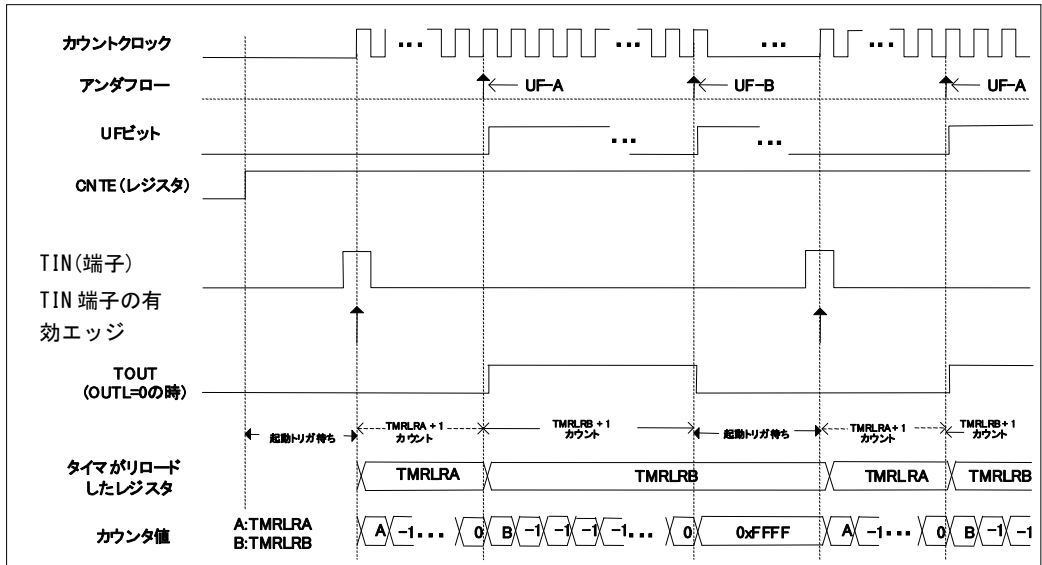 カウントクロック
... ... ... ...
アンダフロー
UF-A UF-B UF-A
UFビット
... ...
CNTE(レジスタ)
TIN(端子)
TIN 端子の有
効エッジ
TOUT
(OUTL=0の時)
起動トリガ待ち
TMRLRA + 1
カウント
TMRLRB + 1
カウント
起動トリガ待ち
TMRLRA+ 1
カウント
TMRLRB+ 1
カウント
タイマがリロード
したレジスタ
TMRLRA TMRLRB TMRLRA TMRLRB
カウンタ値
A:TMRLRA
B:TMRLRB
A -1... 0 B -1 -1 -1 -1... 0 0xFFFF A -1... 0 B -1 -1